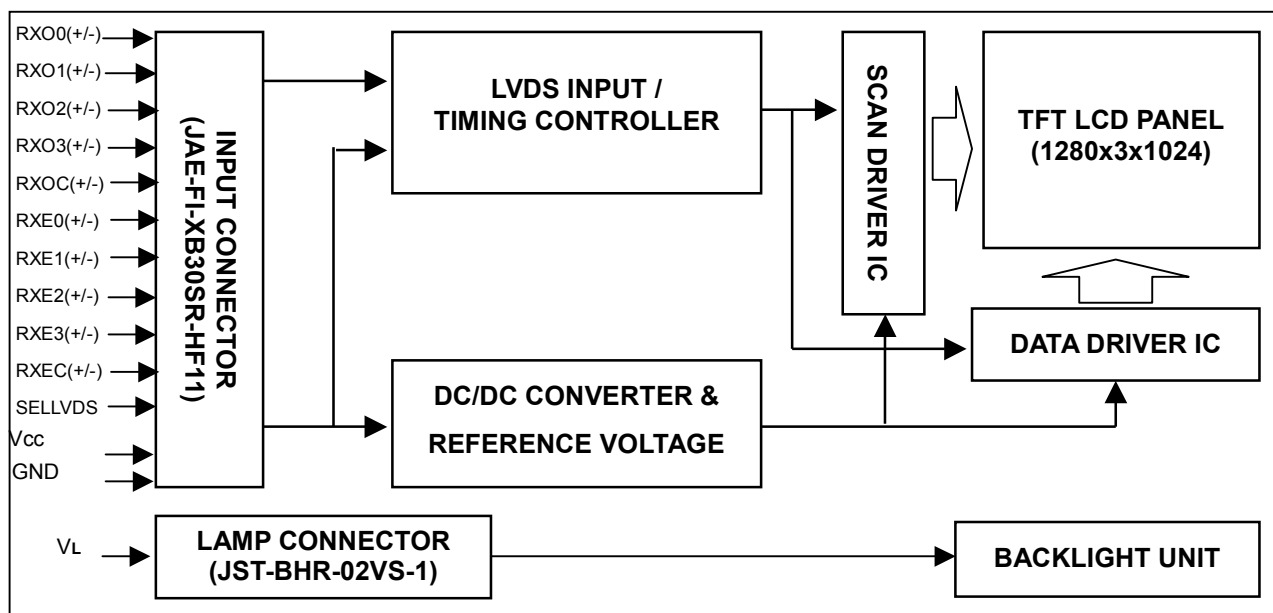 RXO0(+/-)
RXO1(+/-)
RXO2(+/-)
RXO3(+/-)
RXOC(+/-)
RXE0(+/-)
RXE1(+/-)
RXE2(+/-)
RXE3(+/-)
RXEC(+/-)
SELLVDS
Vcc
GND
INPUT CONNECTOR
(JAE-FI-XB30SR-HF11)
LVDS INPUT /
TIMING CONTROLLER
SCAN DRIVER IC
TFT LCD PANEL
(1280x3x1024)
DATA DRIVER IC
DC/DC CONVERTER &
REFERENCE VOLTAGE
VL
LAMP CONNECTOR
(JST-BHR-02VS-1)
BACKLIGHT UNIT